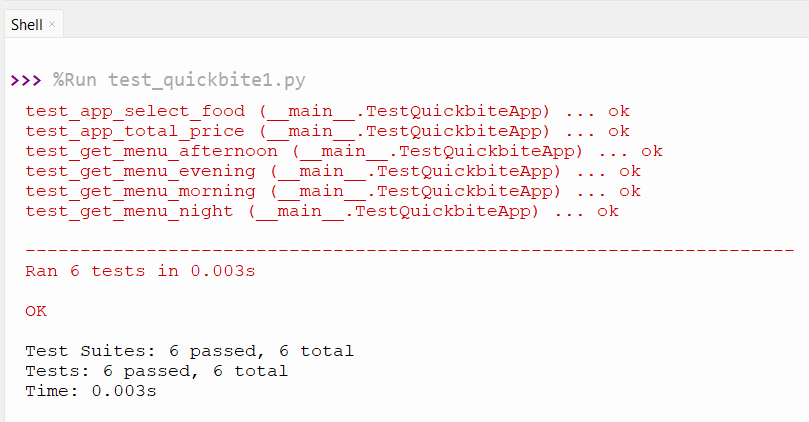 Shell ×
>>> %Run test_quickbite1.py
test_app_select_food (__main__.TestQuickbiteApp) ... ok
test_app_total_price (__main__.TestQuickbiteApp) ... ok
test_get_menu_afternoon (__main__.TestQuickbiteApp) ... ok
test_get_menu_evening (__main__.TestQuickbiteApp) ... ok
test_get_menu_morning (__main__.TestQuickbiteApp) ... ok
test_get_menu_night (__main__.TestQuickbiteApp) ... ok
----------------------------------------------------------------------
Ran 6 tests in 0.003s
OK
Test Suites: 6 passed, 6 total
Tests: 6 passed, 6 total
Time: 0.003s